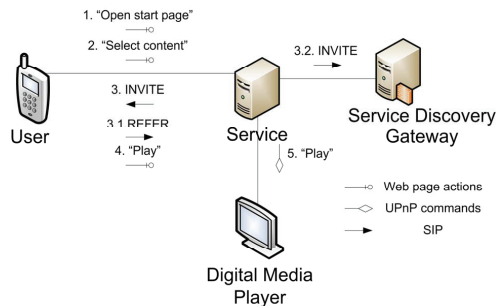 1. “Open start page”
2. “Select content”
3. INVITE
3.1 REFER
4. “Play”
3.2. INVITE
5. “Play”
User
Service
Service Discovery
Gateway
Digital Media
Player
Web page actions
UPnP commands
SIP